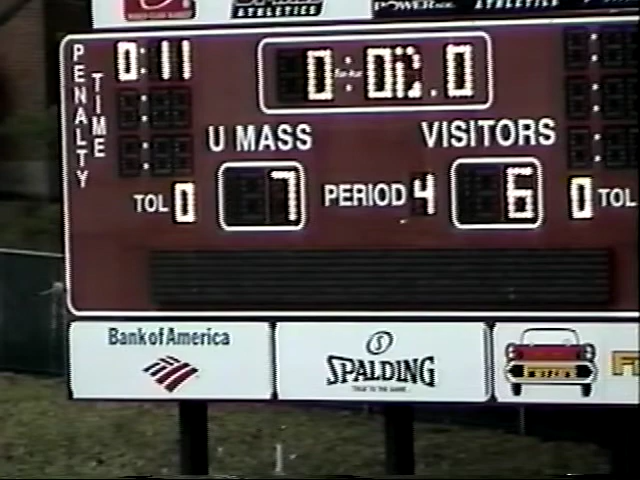 ATHLETICS
POWERADE
ATHLETICS
PENALTY
TIME
0:11
0:0 .0
U MASS
VISITORS
TOL 0
7
PERIOD 4
6
0 TOL
Bank of America
SPALDING